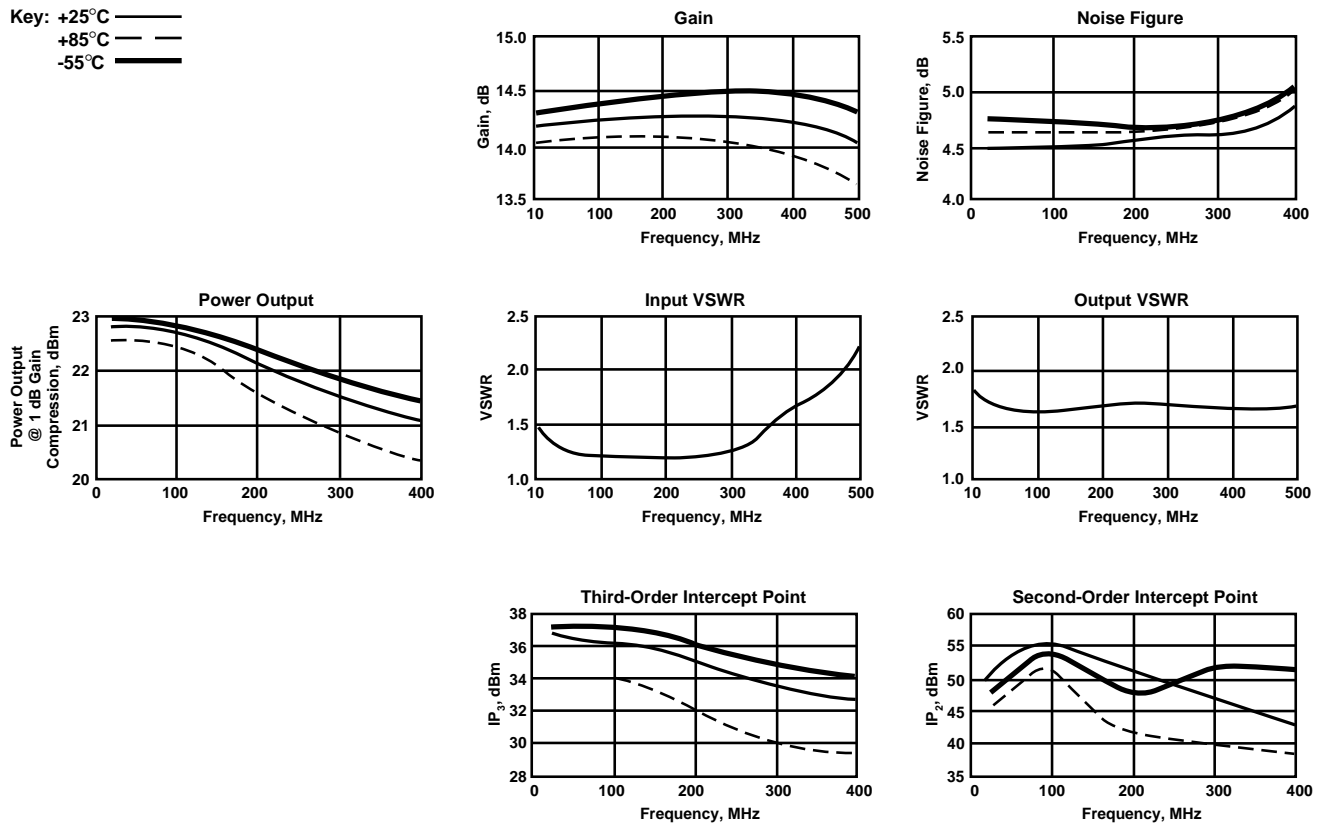 Key: +25°C
+85°C
-55°C
Gain
15.0
14.5
14.0
13.5
Gain, dB
10 100 200 300 400 500
Frequency, MHz
Noise Figure
5.5
5.0
4.5
4.0
Noise Figure, dB
0 100 200 300 400
Frequency, MHz
Power Output
23
22
21
20
Power Output
@ 1 dB Gain
Compression, dBm
0 100 200 300 400
Frequency, MHz
Input VSWR
2.5
2.0
1.5
1.0
VSWR
10 100 200 300 400 500
Frequency, MHz
Output VSWR
2.5
2.0
1.5
1.0
VSWR
10 100 200 300 400 500
Frequency, MHz
Third-Order Intercept Point
38
36
34
32
30
28
IP3, dBm
0 100 200 300 400
Frequency, MHz
Second-Order Intercept Point
60
55
50
45
40
35
IP2, dBm
0 100 200 300 400
Frequency, MHz